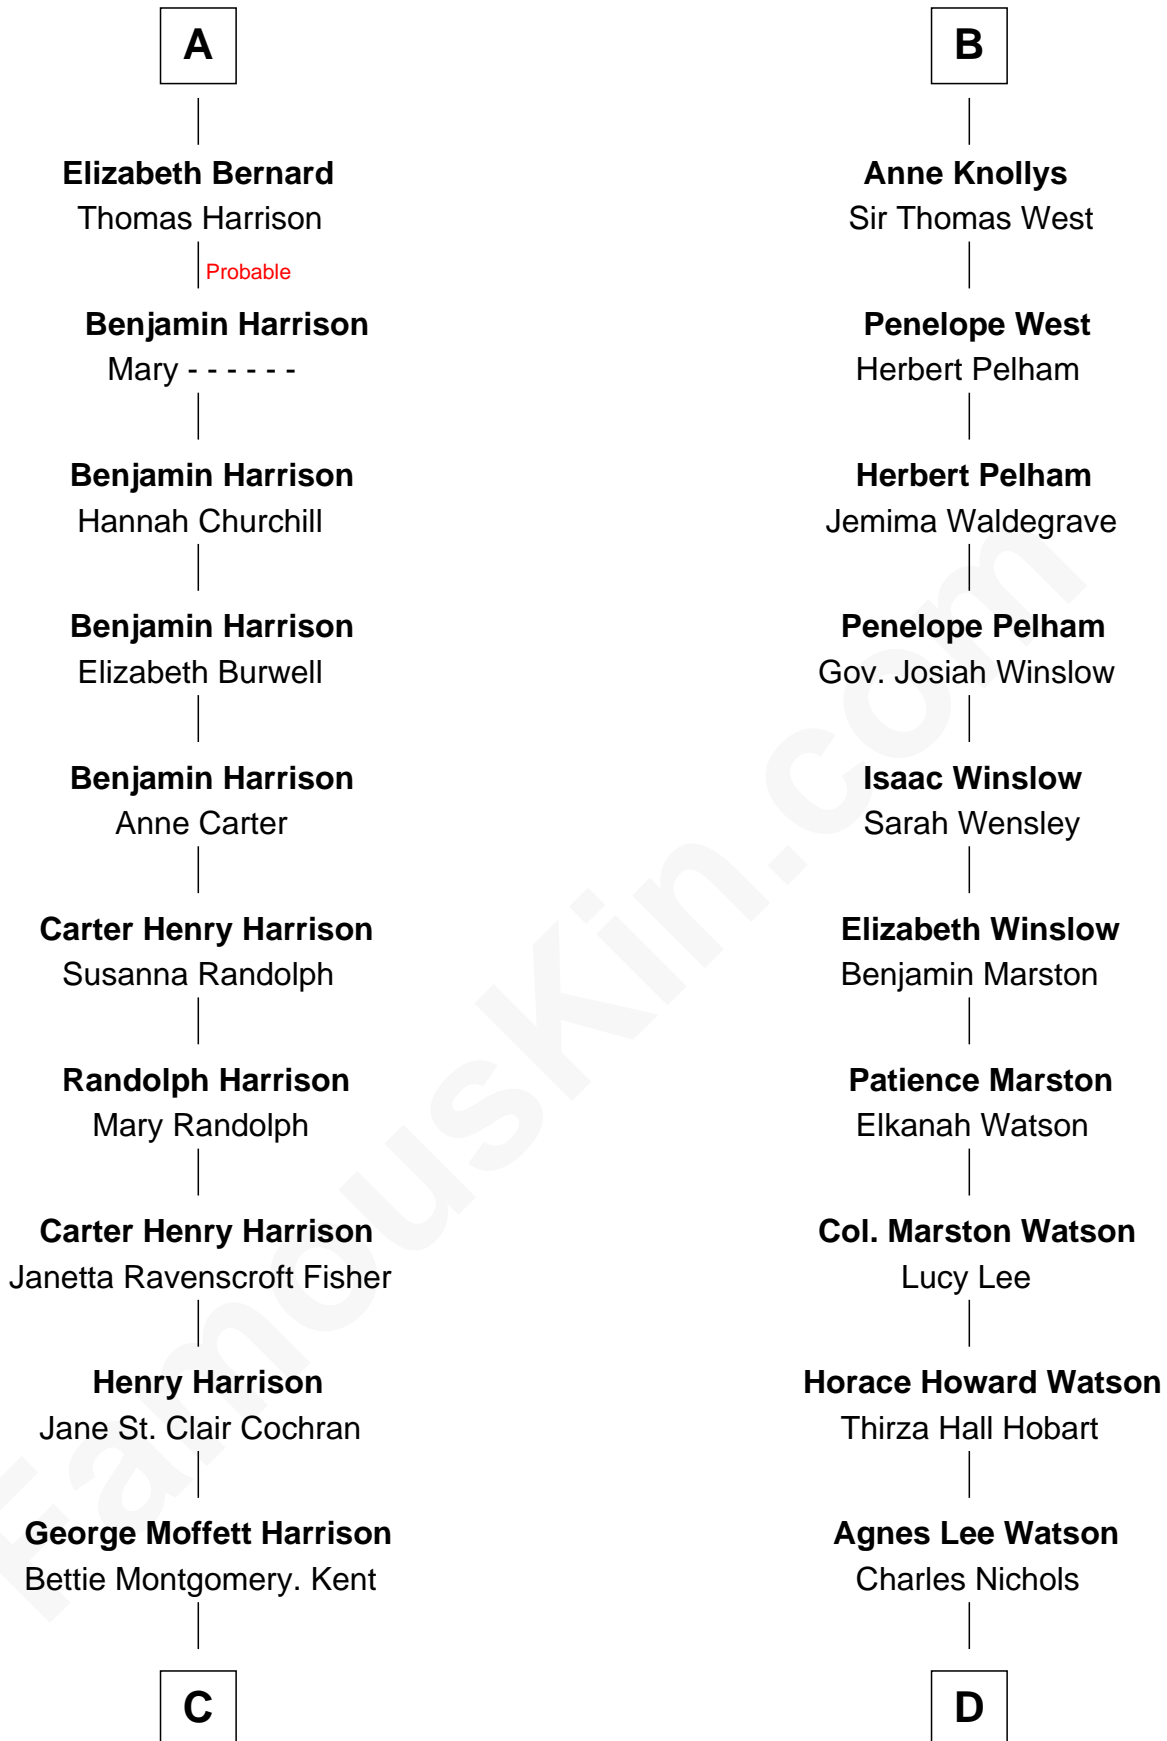 A
Elizabeth Bernard
Thomas Harrison
Probable
Benjamin Harrison
Mary - - - - - -
Benjamin Harrison
Hannah Churchill
Benjamin Harrison
Elizabeth Burwell
Benjamin Harrison
Anne Carter
Carter Henry Harrison
Susanna Randolph
Randolph Harrison
Mary Randolph
Carter Henry Harrison
Janetta Ravenscroft Fisher
Henry Harrison
Jane St. Clair Cochran
George Moffett Harrison
Bettie Montgomery. Kent
C
B
Anne Knollys
Sir Thomas West
Penelope West
Herbert Pelham
Herbert Pelham
Jemima Waldegrave
Penelope Pelham
Gov. Josiah Winslow
Isaac Winslow
Sarah Wensley
Elizabeth Winslow
Benjamin Marston
Patience Marston
Elkanah Watson
Col. Marston Watson
Lucy Lee
Horace Howard Watson
Thirza Hall Hobart
Agnes Lee Watson
Charles Nichols
D
FamousKin.com